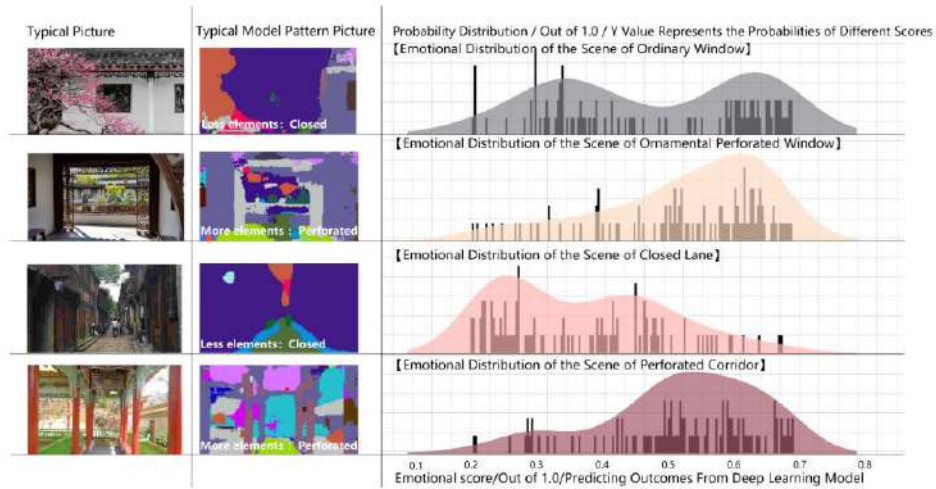 Typical Picture
Typical Model Pattern Picture
Probability Distribution / Out of 1.0 / Y Value Represents the Probabilities of Different Scores
【Emotional Distribution of the Scene of Ordinary Window】
Less elements: Closed
【Emotional Distribution of the Scene of Ornamental Perforated Window】
More elements : Perforated
【Emotional Distribution of the Scene of Closed Lane】
Less elements: Closed
【Emotional Distribution of the Scene of Perforated Corridor】
More elements : Perforated
0.1 0.2 0.3 0.4 0.5 0.6 0.7 0.8
Emotional score/Out of 1.0/Predicting Outcomes From Deep Learning Model